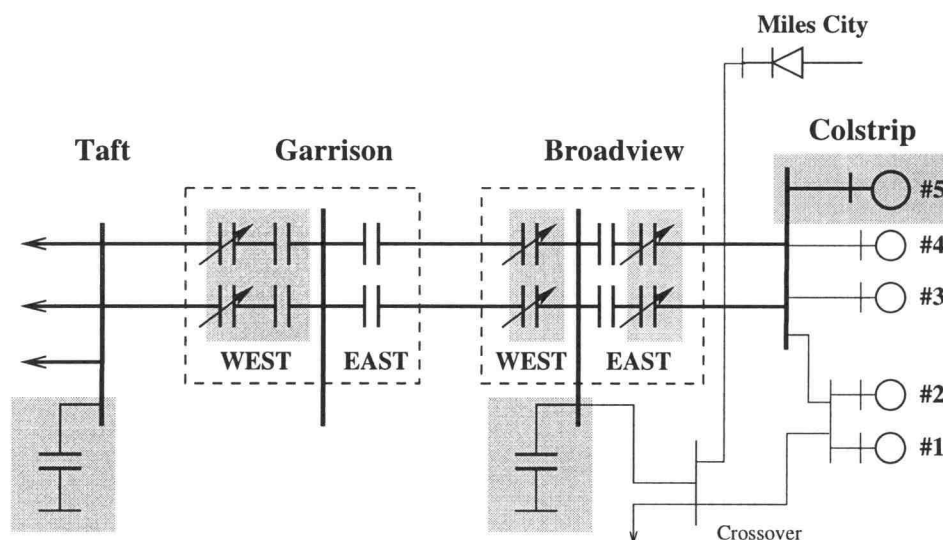 Miles City
Taft
Garrison
Broadview
Colstrip
#5
#4
#3
WEST
EAST
WEST
EAST
#2
#1
Crossover